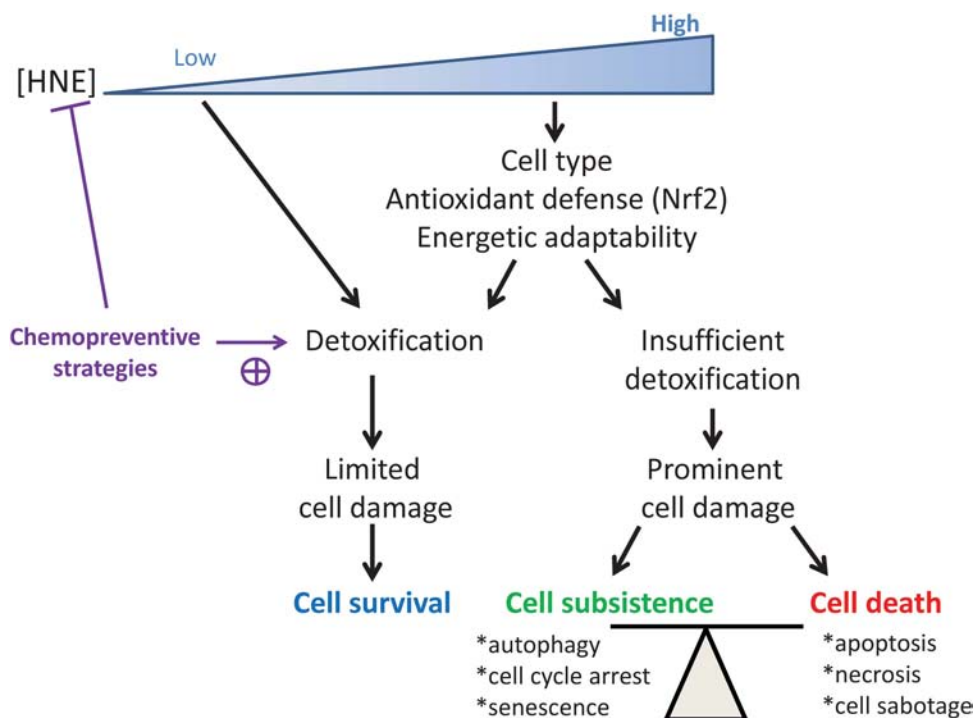 High
Low
[HNE]
Cell type
Antioxidant defense (Nrf2)
Energetic adaptability
Chemopreventive
strategies
Detoxification
Insufficient
detoxification
Limited
cell damage
Prominent
cell damage
Cell survival
Cell subsistence
*autophagy
*cell cycle arrest
*senescence
Cell death
*apoptosis
*necrosis
*cell sabotage